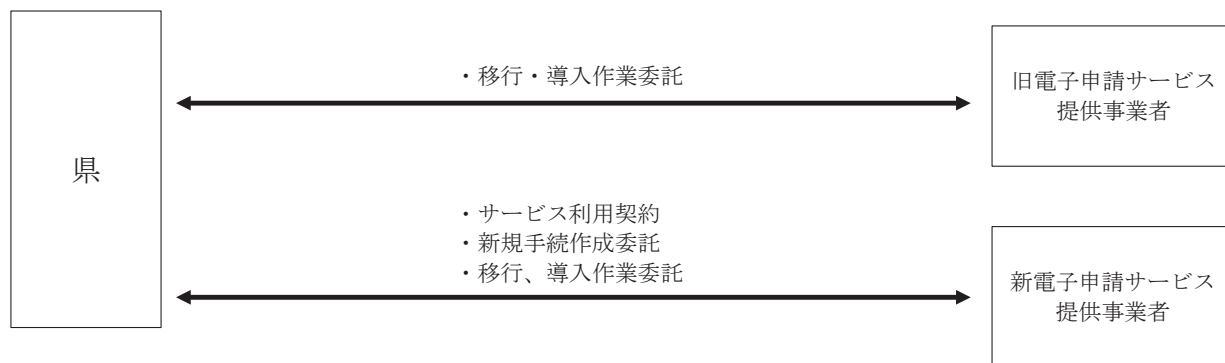 県
・移行・導入作業委託
旧電子申請サービス
提供事業者
・サービス利用契約
・新規手続作成委託
・移行、導入作業委託
新電子申請サービス
提供事業者